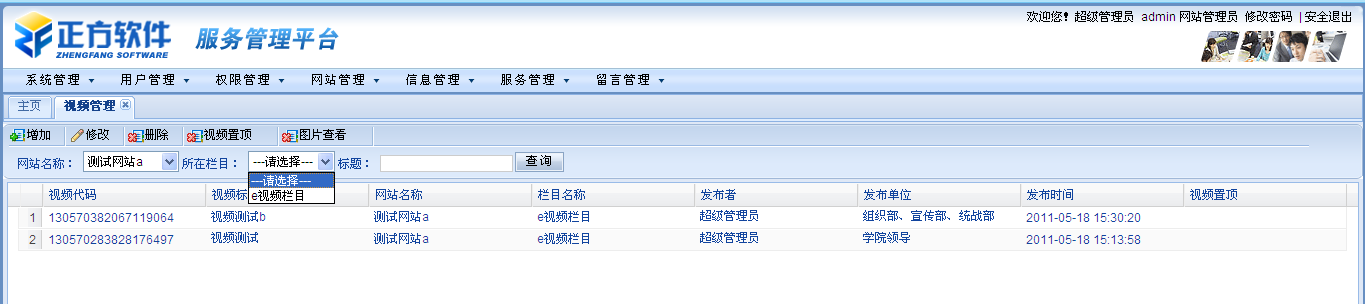 欢迎您! 超级管理员 admin 网站管理员 修改密码 | 安全退出
正方软件
ZHENGFANG SOFTWARE
服务管理平台
系统管理 用户管理 权限管理 网站管理 信息管理 服务管理 留言管理
主页 视频管理
增加 修改 删除 视频置顶 图片查看
网站名称: 测试网站a 所在栏目: ---请选择--- 标题: 查询
---请选择---
e视频栏目
视频代码 视频标 网站名称 栏目名称 发布者 发布单位 发布时间 视频置顶
1 130570382067119064 视频测试b 测试网站a e视频栏目 超级管理员 组织部、宣传部、统战部 2011-05-18 15:30:20
2 130570283828176497 视频测试 测试网站a e视频栏目 超级管理员 学院领导 2011-05-18 15:13:58